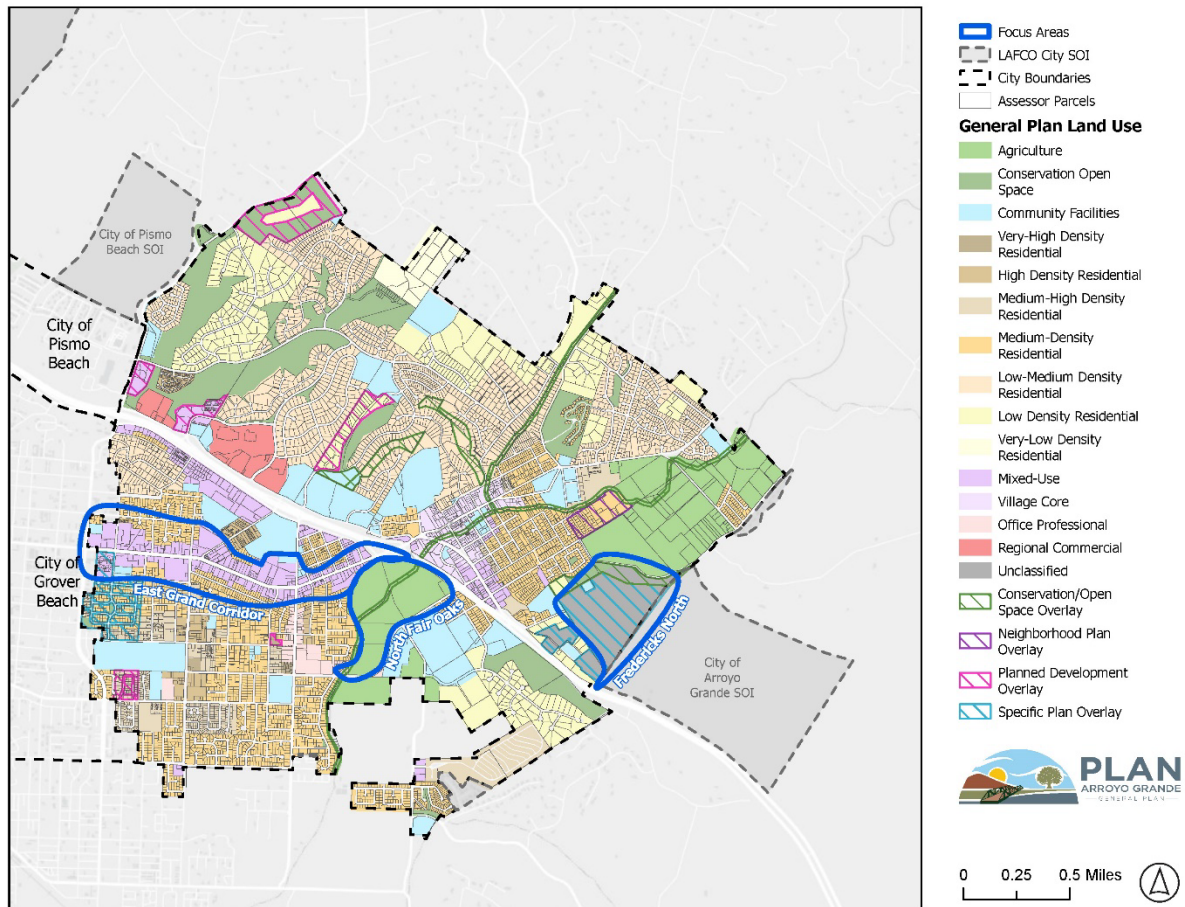 City of Pismo
Beach SOI
City of
Pismo
Beach
City of
Grover
Beach
East Grand Corridor
North Fair Oaks
Fredericks North
City of
Arroyo
Grande SOI
Focus Areas
LAFCO City SOI
City Boundaries
Assessor Parcels
General Plan Land Use
Agriculture
Conservation Open
Space
Community Facilities
Very-High Density
Residential
High Density Residential
Medium-High Density
Residential
Medium-Density
Residential
Low-Medium Density
Residential
Low Density Residential
Very-Low Density
Residential
Mixed-Use
Village Core
Office Professional
Regional Commercial
Unclassified
Conservation/Open
Space Overlay
Neighborhood Plan
Overlay
Planned Development
Overlay
Specific Plan Overlay
PLAN
ARROYO GRANDE
GENERAL PLAN
0 0.25 0.5 Miles